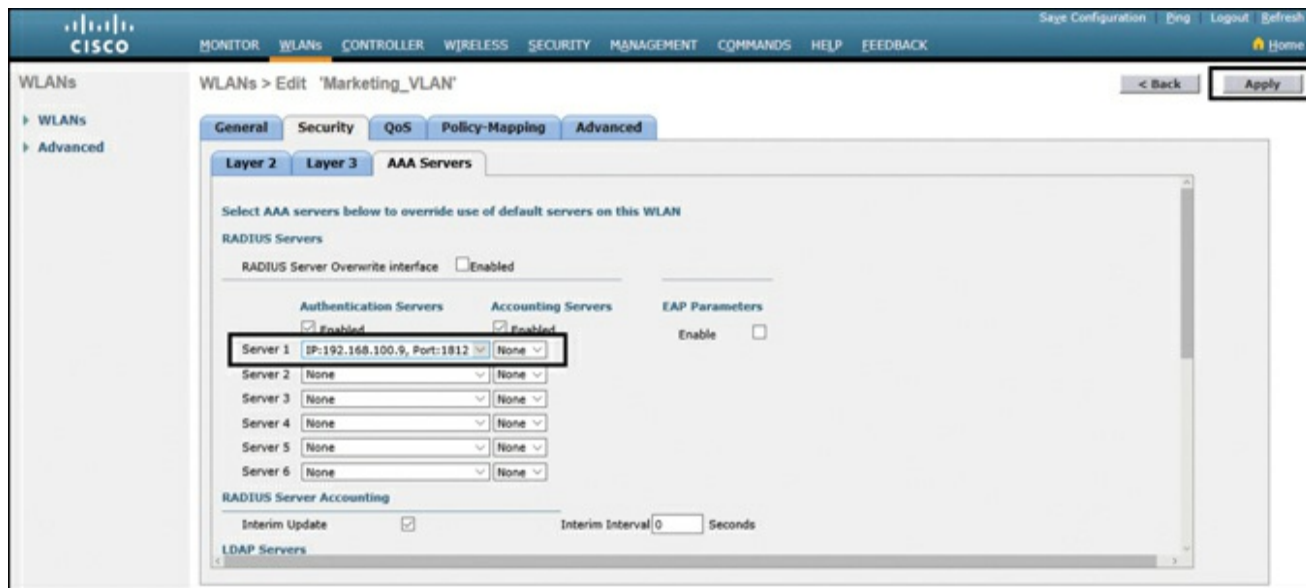 Save Configuration Ping Logout Refresh
CISCO MONITOR WLANs CONTROLLER WIRELESS SECURITY MANAGEMENT COMMANDS HELP FEEDBACK Home
WLANs WLANs > Edit 'Marketing_VLAN' < Back Apply
WLANs General Security QoS Policy-Mapping Advanced
Advanced
Layer 2 Layer 3 AAA Servers
Select AAA servers below to override use of default servers on this WLAN
RADIUS Servers
RADIUS Server Overwrite interface Enabled
Authentication Servers Accounting Servers EAP Parameters
Enabled Enabled Enable
Server 1 IP:192.168.100.9, Port:1812 None
Server 2 None None
Server 3 None None
Server 4 None None
Server 5 None None
Server 6 None None
RADIUS Server Accounting
Interim Update Interim Interval 0 Seconds
LDAP Servers